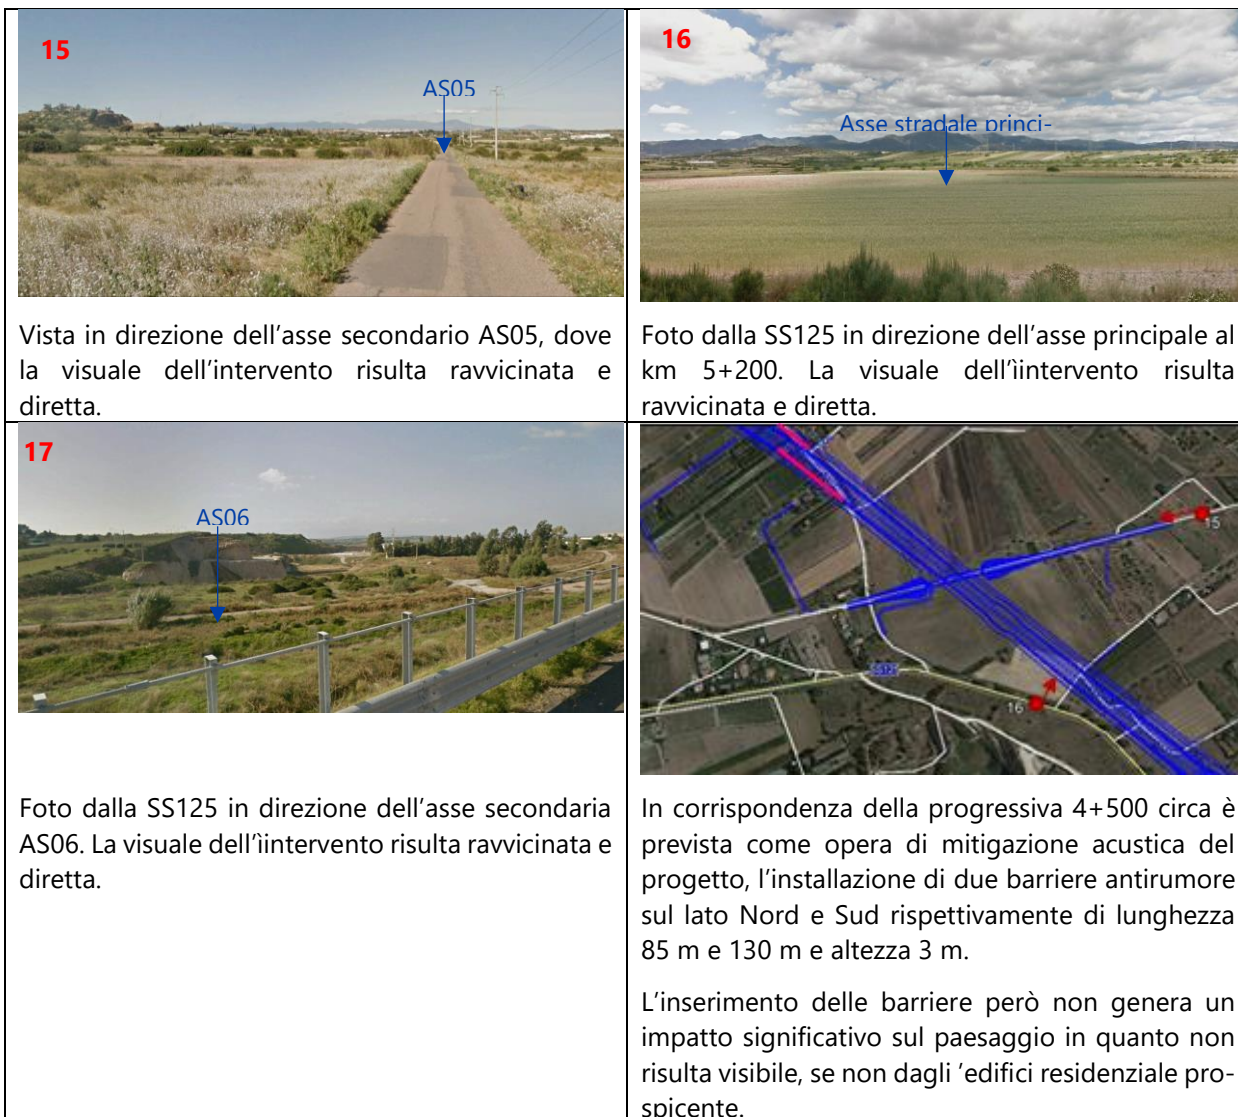 15
AS05
Vista in direzione dell’asse secondario AS05, dove
la visuale dell’intervento risulta ravvicinata e
diretta.
16
Asse stradale princi-
Foto dalla SS125 in direzione dell’asse principale al
km 5+200. La visuale dell’ìintervento risulta
ravvicinata e diretta.
17
AS06
Foto dalla SS125 in direzione dell’asse secondaria
AS06. La visuale dell’ìintervento risulta ravvicinata e
diretta.
15
SS125
16
In corrispondenza della progressiva 4+500 circa è
prevista come opera di mitigazione acustica del
progetto, l’installazione di due barriere antirumore
sul lato Nord e Sud rispettivamente di lunghezza
85 m e 130 m e altezza 3 m.
L’inserimento delle barriere però non genera un
impatto significativo sul paesaggio in quanto non
risulta visibile, se non dagli ’edifici residenziale pro-
spicente.